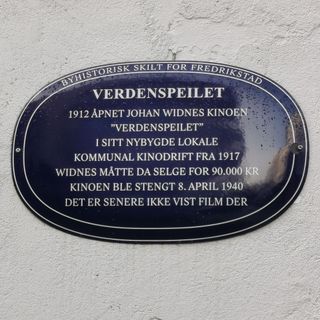 BYHISTORISK SKILT FOR FREDRIKSTAD
VERDENSPEILET
1912 ÅPNET JOHAN WIDNES KINOEN
"VERDENSPEILET”
I SITT NYBYGDE LOKALE
KOMMUNAL KINODRIFT FRA 1917
WIDNES MÅTTE DA SELGE FOR 90.000 KR
KINOEN BLE STENGT 8. APRIL 1940
DET ER SENERE IKKE VIST FILM DER